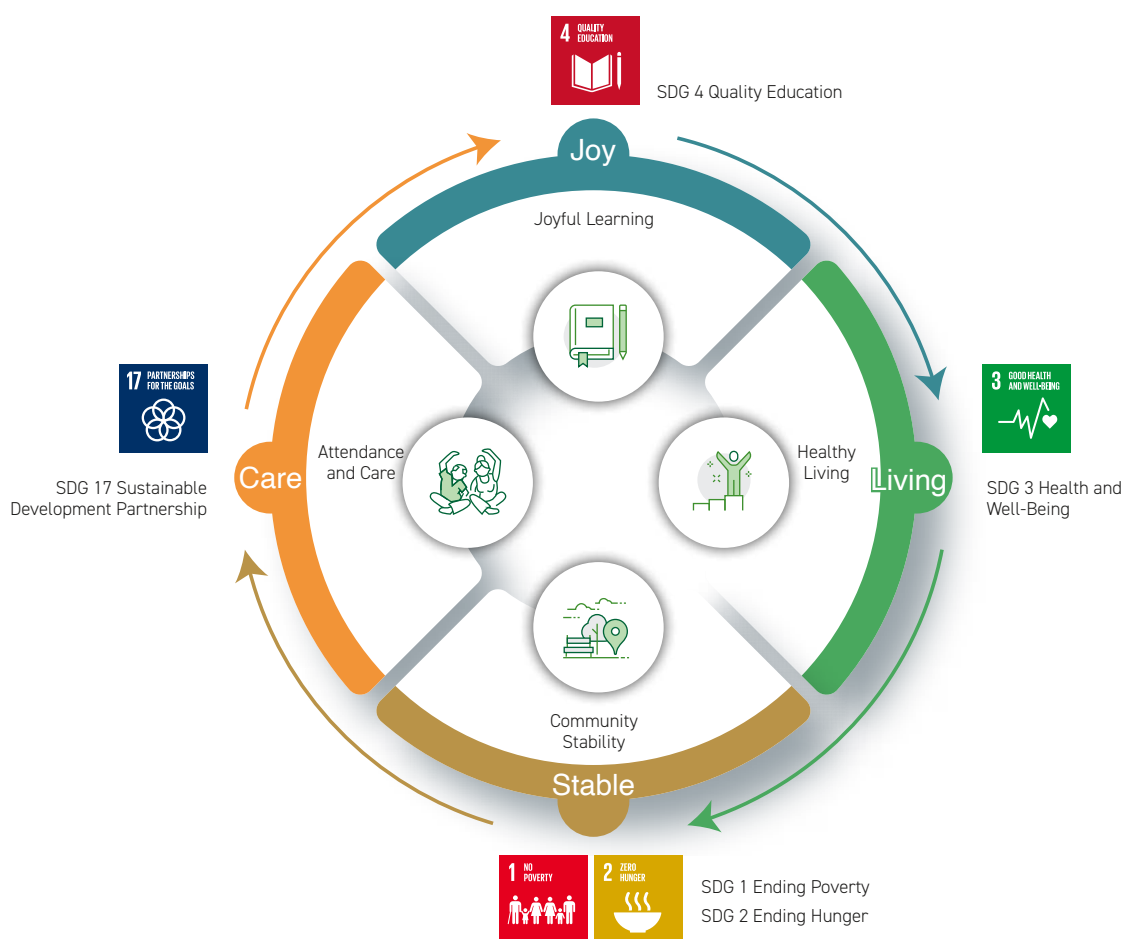 4 QUALITY
EDUCATION
SDG 4 Quality Education
Joy
Joyful Learning
17 PARTNERSHIPS
FOR THE GOALS
SDG 17 Sustainable
Development Partnership
Care
Attendance
and Care
Healthy
Living
Living
3 GOOD HEALTH
AND WELL-BEING
SDG 3 Health and
Well-Being
Community
Stability
Stable
1 NO
POVERTY
2 ZERO
HUNGER
SDG 1 Ending Poverty
SDG 2 Ending Hunger